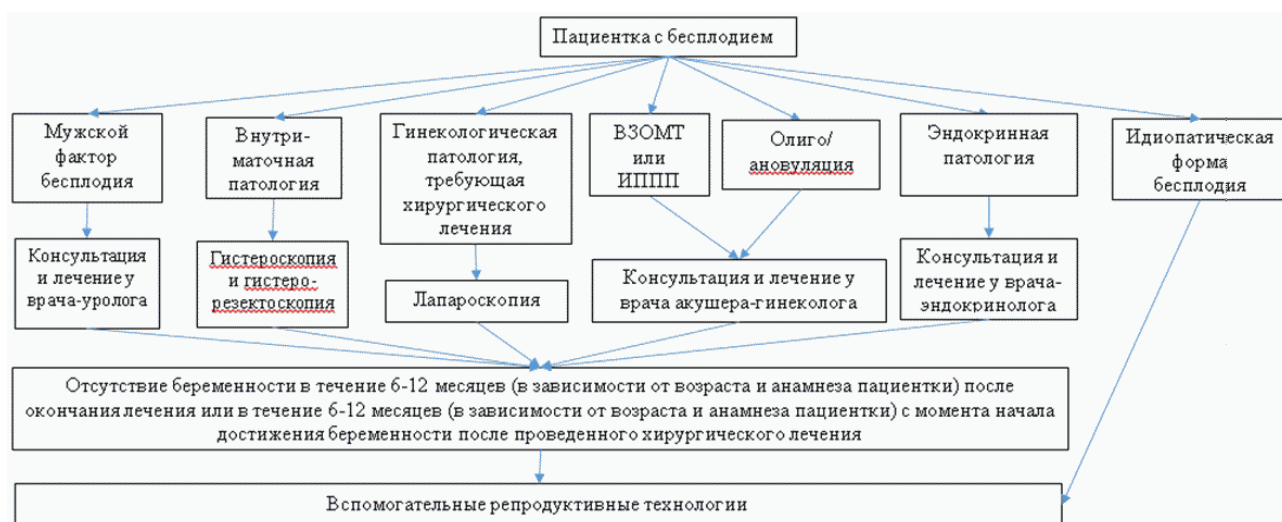 Пациентка с бесплодием
Мужской
фактор
бесплодия
Внутри-
маточная
патология
Гинекологическая
патология,
требующая
хирургического
лечения
ВЗОМТ
или
ИППП
Олиго/
ановуляция
Эндокринная
патология
Идиопатическая
форма
бесплодия
Консультация
и лечение у
врача-уролога
Гистероскопия
и гистеро-
резектоскопия
Лапароскопия
Консультация и лечение у
врача акушера-гинеколога
Консультация и
лечение у врача-
эндокринолога
Отсутствие беременности в течение 6-12 месяцев (в зависимости от возраста и анамнеза пациентки) после
окончания лечения или в течение 6-12 месяцев (в зависимости от возраста и анамнеза пациентки) с момента начала
достижения беременности после проведенного хирургического лечения
Вспомогательные репродуктивные технологии